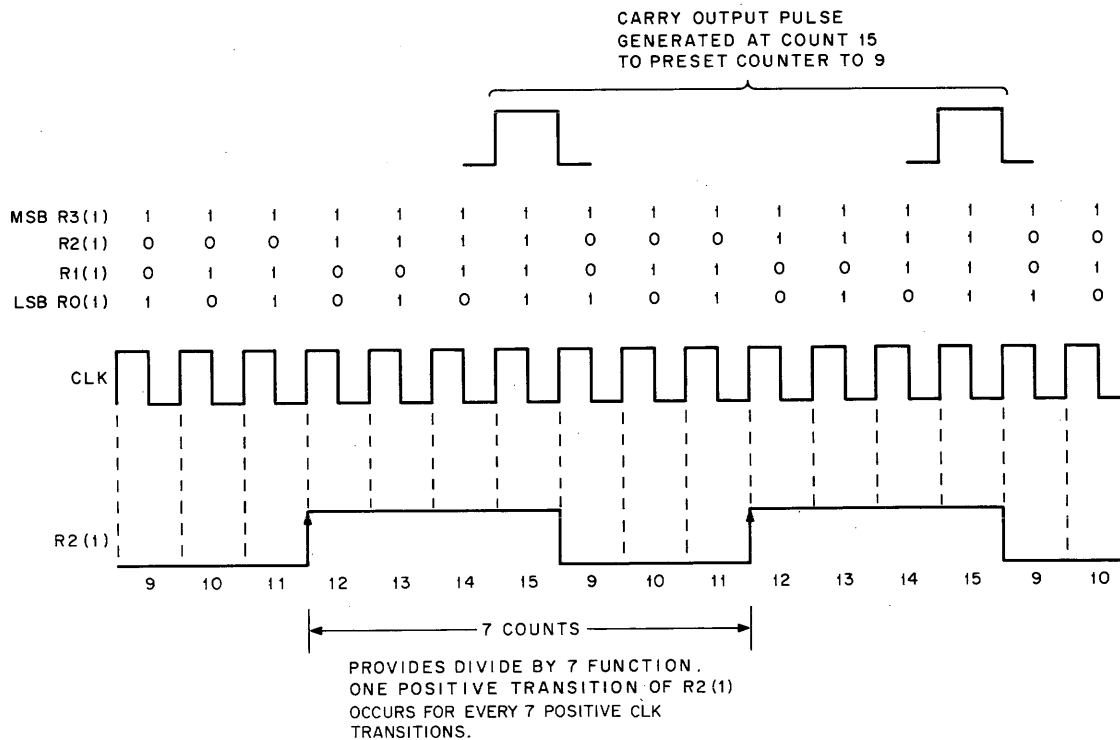 CARRY OUTPUT PULSE
GENERATED AT COUNT 15
TO PRESET COUNTER TO 9
MSB R3(1) 1 1 1 1 1 1 1 1 1 1 1 1 1 1 1 1
R2(1) 0 0 0 1 1 1 1 0 0 0 1 1 1 1 0 0
R1(1) 0 1 1 0 0 1 1 0 1 1 0 0 1 1 0 1
LSB R0(1) 1 0 1 0 1 0 1 1 0 1 0 1 0 1 1 0
CLK
R2(1)
9 10 11 12 13 14 15 9 10 11 12 13 14 15 9 10
7 COUNTS
PROVIDES DIVIDE BY 7 FUNCTION.
ONE POSITIVE TRANSITION OF R2(1)
OCCURS FOR EVERY 7 POSITIVE CLK
TRANSITIONS.